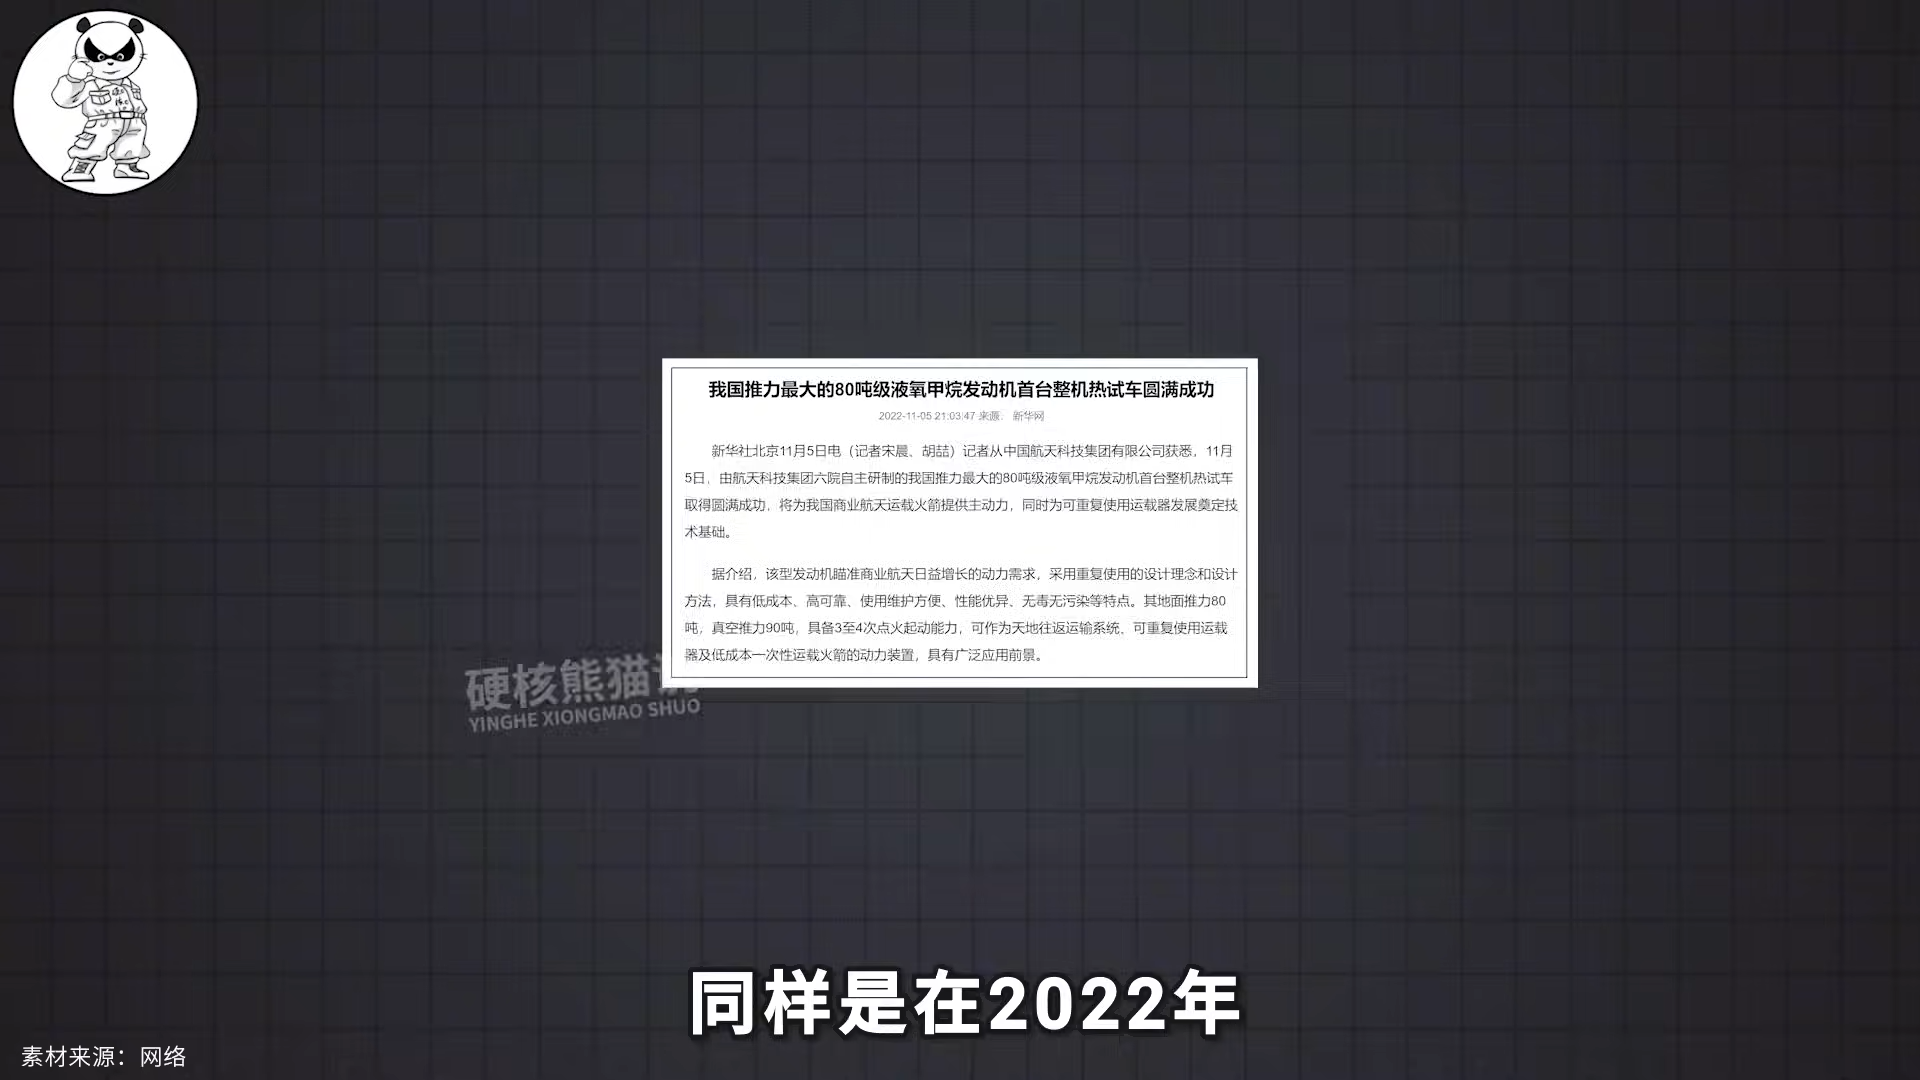 我国推力最大的80吨级液氧甲烷发动机首台整机热试车圆满成功
2022-11-05 21:03:47 来源： 新华网
新华社北京11月5日电（记者宋晨、胡喆）记者从中国航天科技集团有限公司获悉，11月
5日，由航天科技集团六院自主研制的我国推力最大的80吨级液氧甲烷发动机首台整机热试车
取得圆满成功，将为我国商业航天运载火箭提供主动力，同时为可重复使用运载器发展奠定技
术基础。
据介绍，该型发动机瞄准商业航天日益增长的动力需求，采用重复使用的设计理念和设计
方法，具有低成本、高可靠、使用维护方便、性能优异、无毒无污染等特点。其地面推力80
吨，真空推力90吨，具备3至4次点火起动能力，可作为天地往返运输系统、可重复使用运载
器及低成本一次性运载火箭的动力装置，具有广泛应用前景。
硬核熊猫
YINGHE XIONGMAO SHUO
同样是在2022年
素材来源：网络